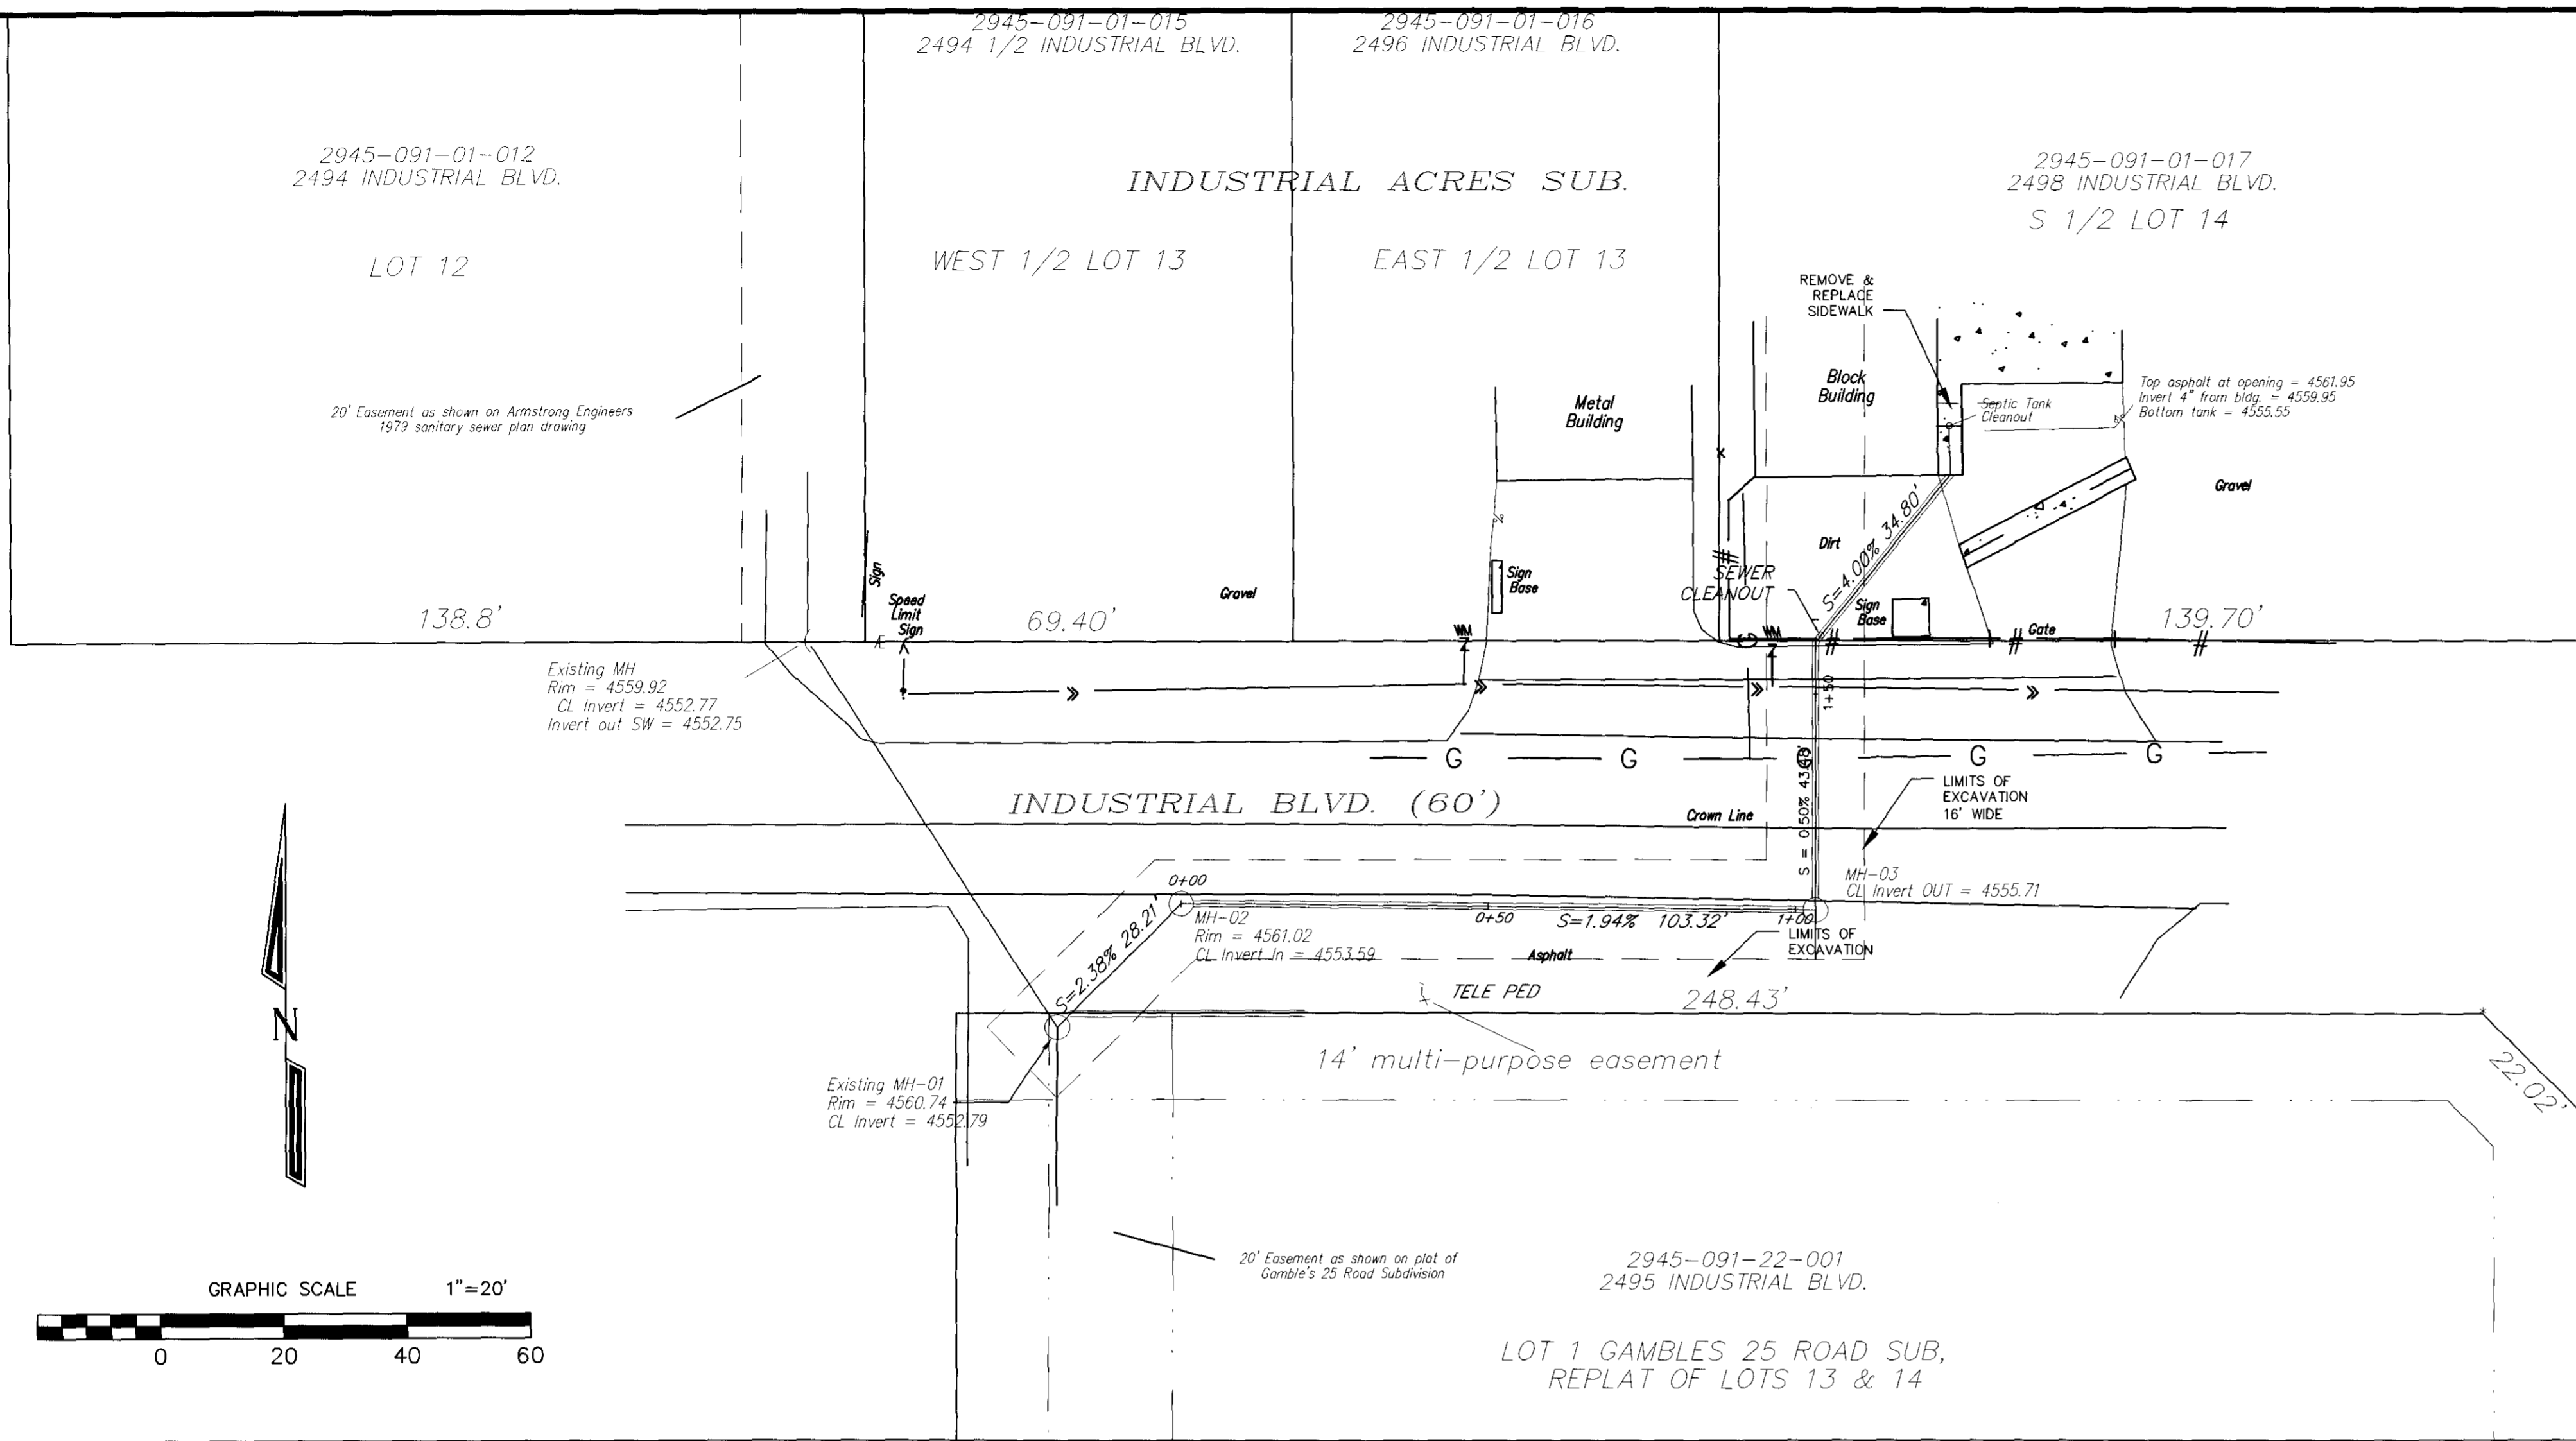 2945-091-01-015
2494 1/2 INDUSTRIAL BLVD.
2945-091-01-016
2496 INDUSTRIAL BLVD.
2945-091-01-012
2494 INDUSTRIAL BLVD.
LOT 12
INDUSTRIAL ACRES SUB.
WEST 1/2 LOT 13
EAST 1/2 LOT 13
2945-091-01-017
2498 INDUSTRIAL BLVD.
S 1/2 LOT 14
REMOVE &
REPLACE
SIDEWALK
20' Easement as shown on Armstrong Engineers
1979 sanitary sewer plan drawing
Metal
Building
Block
Building
Septic Tank
Cleanout
Top asphalt at opening = 4561.95
Invert 4" from bldg. = 4559.95
Bottom tank = 4555.55
Gravel
S=4.00% 34.80'
Dirt
SEWER
CLEANOUT
Sign
Base
Sign
Speed
Limit
Sign
Gravel
Sign
Base
138.8'
69.40'
WM
WM
G
Gate
139.70'
Existing MH
Rim = 4559.92
CL Invert = 4552.77
Invert out SW = 4552.75
1+50
G
G
G
G
G
S = 0.50% 43.48'
INDUSTRIAL BLVD. (60')
Crown Line
LIMITS OF
EXCAVATION
16' WIDE
MH-03
CL Invert OUT = 4555.71
0+00
MH-02
Rim = 4561.02
CL Invert In = 4553.59
0+50
S=1.94% 103.32'
1+00
LIMITS OF
EXCAVATION
Asphalt
S=2.38% 28.21'
TELE PED
248.43'
N
14' multi-purpose easement
22.02'
Existing MH-01
Rim = 4560.74
CL Invert = 4552.79
20' Easement as shown on plat of
Gamble's 25 Road Subdivision
2945-091-22-001
2495 INDUSTRIAL BLVD.
GRAPHIC SCALE 1"=20'
0 20 40 60
LOT 1 GAMBLES 25 ROAD SUB,
REPLAT OF LOTS 13 & 14